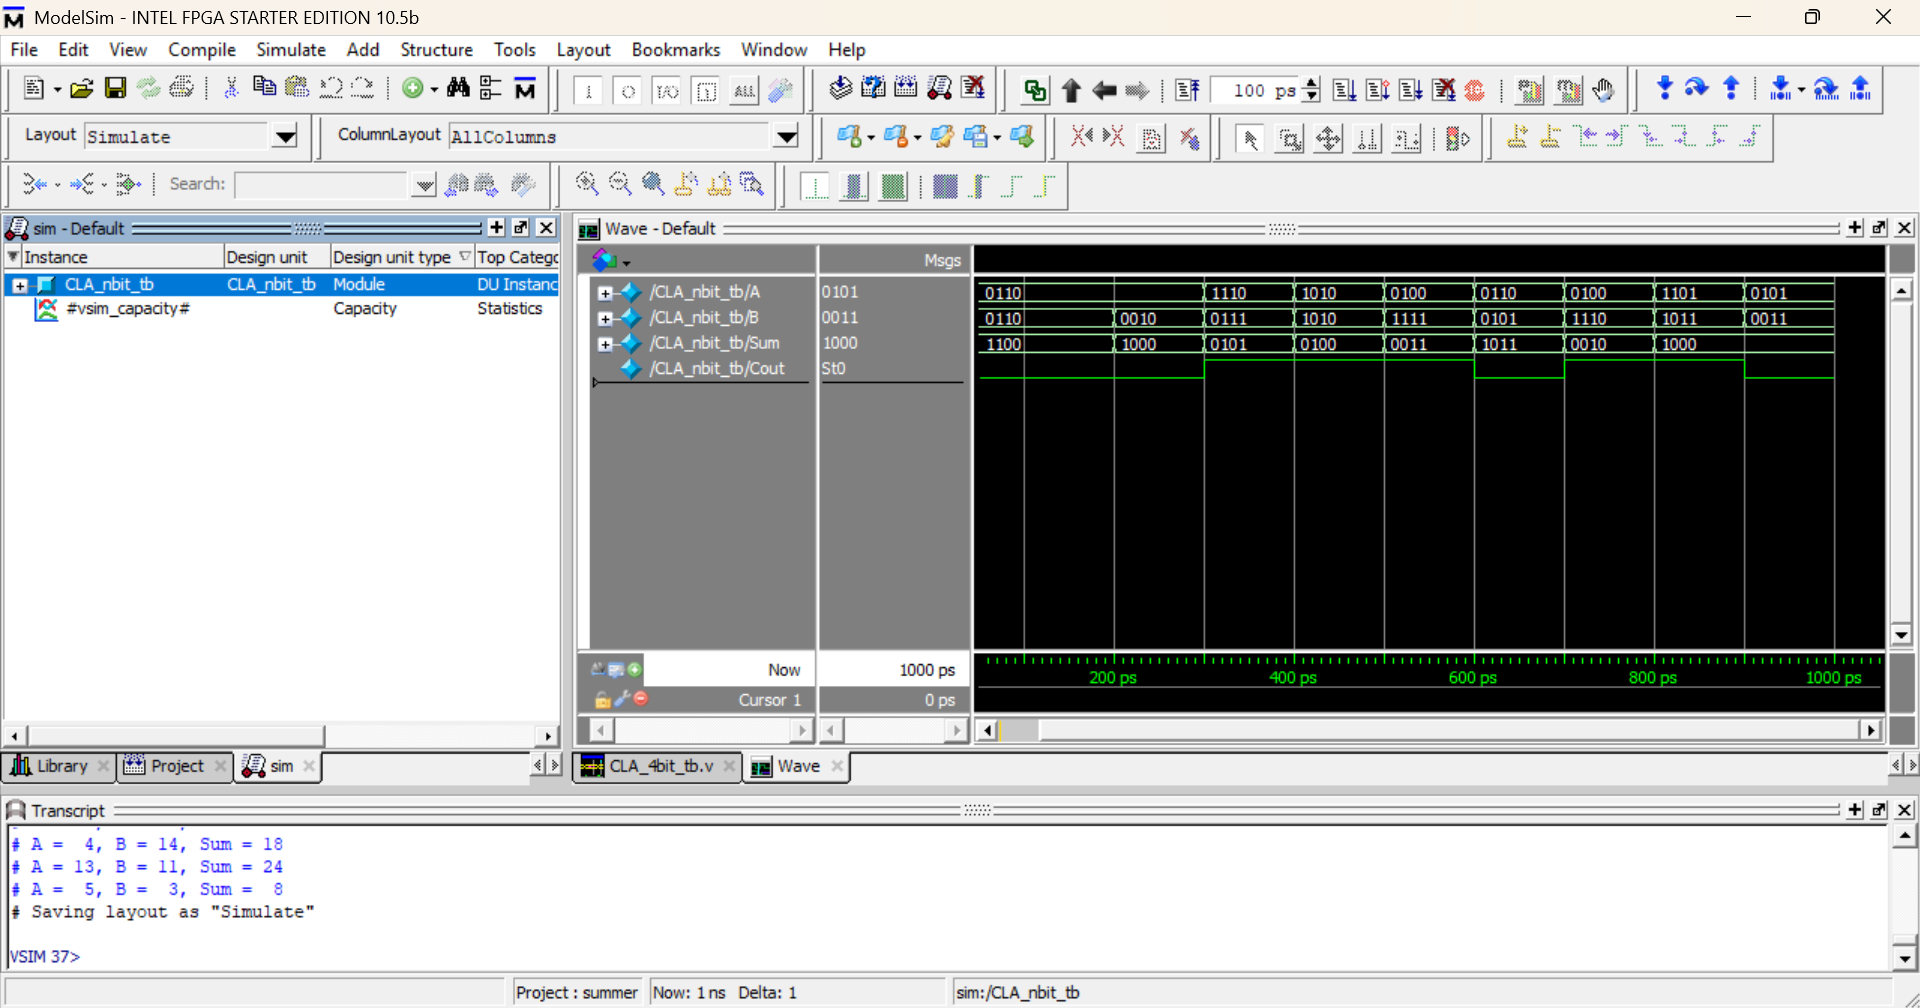 ModelSim - INTEL FPGA STARTER EDITION 10.5b
File Edit View Compile Simulate Add Structure Tools Layout Bookmarks Window Help
100 ps
Layout Simulate
ColumnLayout AllColumns
Search:
sim - Default
Instance Design unit Design unit type Top Catego
CLA_nbit_tb CLA_nbit_tb Module DU Instanc
#vsim_capacity# Capacity Statistics
Wave - Default
Msgs
/CLA_nbit_tb/A 0101 0110 1110 1010 0100 0110 0100 1101 0101
/CLA_nbit_tb/B 0011 0110 0010 0111 1010 1111 0101 1110 1011 0011
/CLA_nbit_tb/Sum 1000 1100 1000 0101 0100 0011 1011 0010 1000
/CLA_nbit_tb/Cout St0
Now 1000 ps
200 ps 400 ps 600 ps 800 ps 1000 ps
Cursor 1 0 ps
Library Project sim
CLA_4bit_tb.v Wave
Transcript
# A = 4, B = 14, Sum = 18
# A = 13, B = 11, Sum = 24
# A = 5, B = 3, Sum = 8
# Saving layout as "Simulate"
VSIM 37>
Project : summer Now: 1 ns Delta: 1 sim:/CLA_nbit_tb